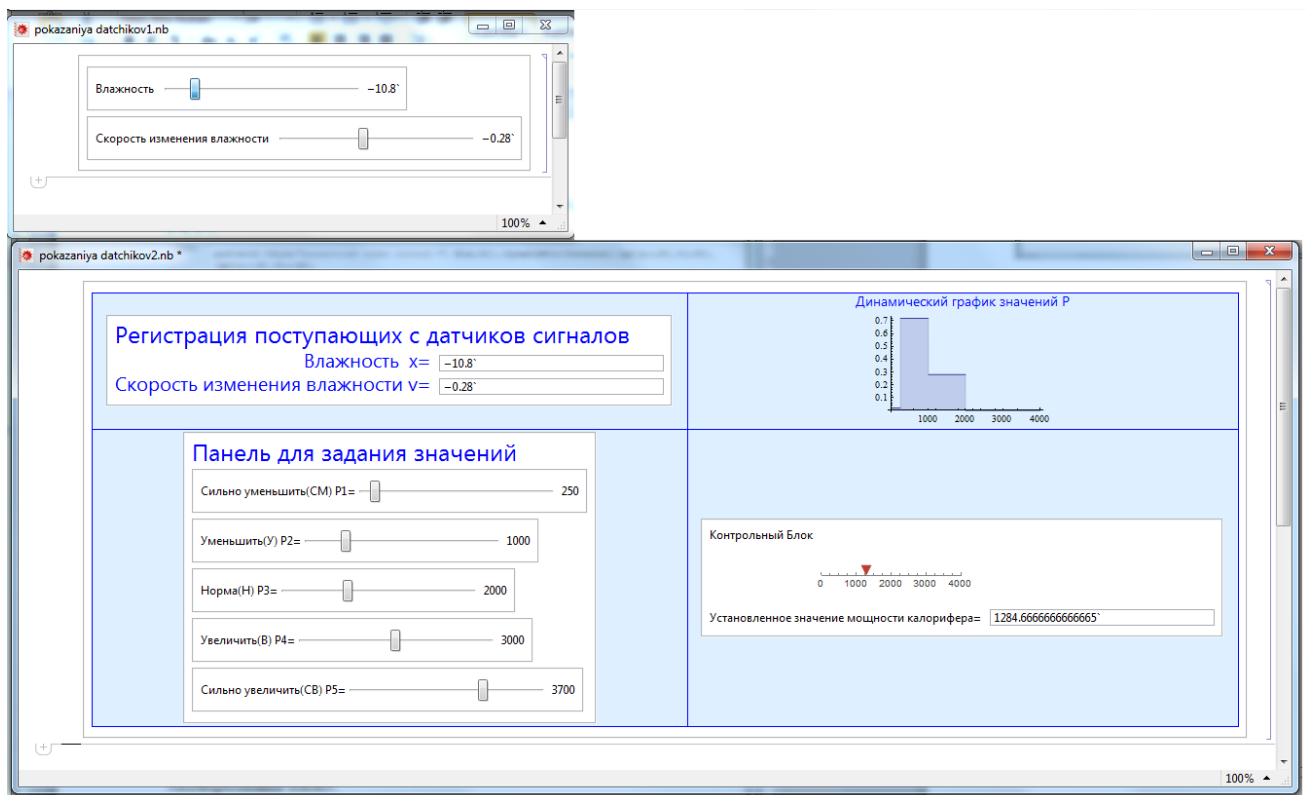 pokazaniya datchikov1.nb
Влажность −10.8`
Скорость изменения влажности −0.28`
100%
pokazaniya datchikov2.nb *
Регистрация поступающих с датчиков сигналов
Влажность x= −10.8`
Скорость изменения влажности v= −0.28`
Динамический график значений P
0.7
0.6
0.5
0.4
0.3
0.2
0.1
1000 2000 3000 4000
Панель для задания значений
Сильно уменьшить(СМ) P1= 250
Уменьшить(У) P2= 1000
Норма(Н) P3= 2000
Увеличить(В) P4= 3000
Сильно увеличить(СВ) P5= 3700
Контрольный Блок
0 1000 2000 3000 4000
Установленное значение мощности калорифера= 1284.6666666666665`
100%